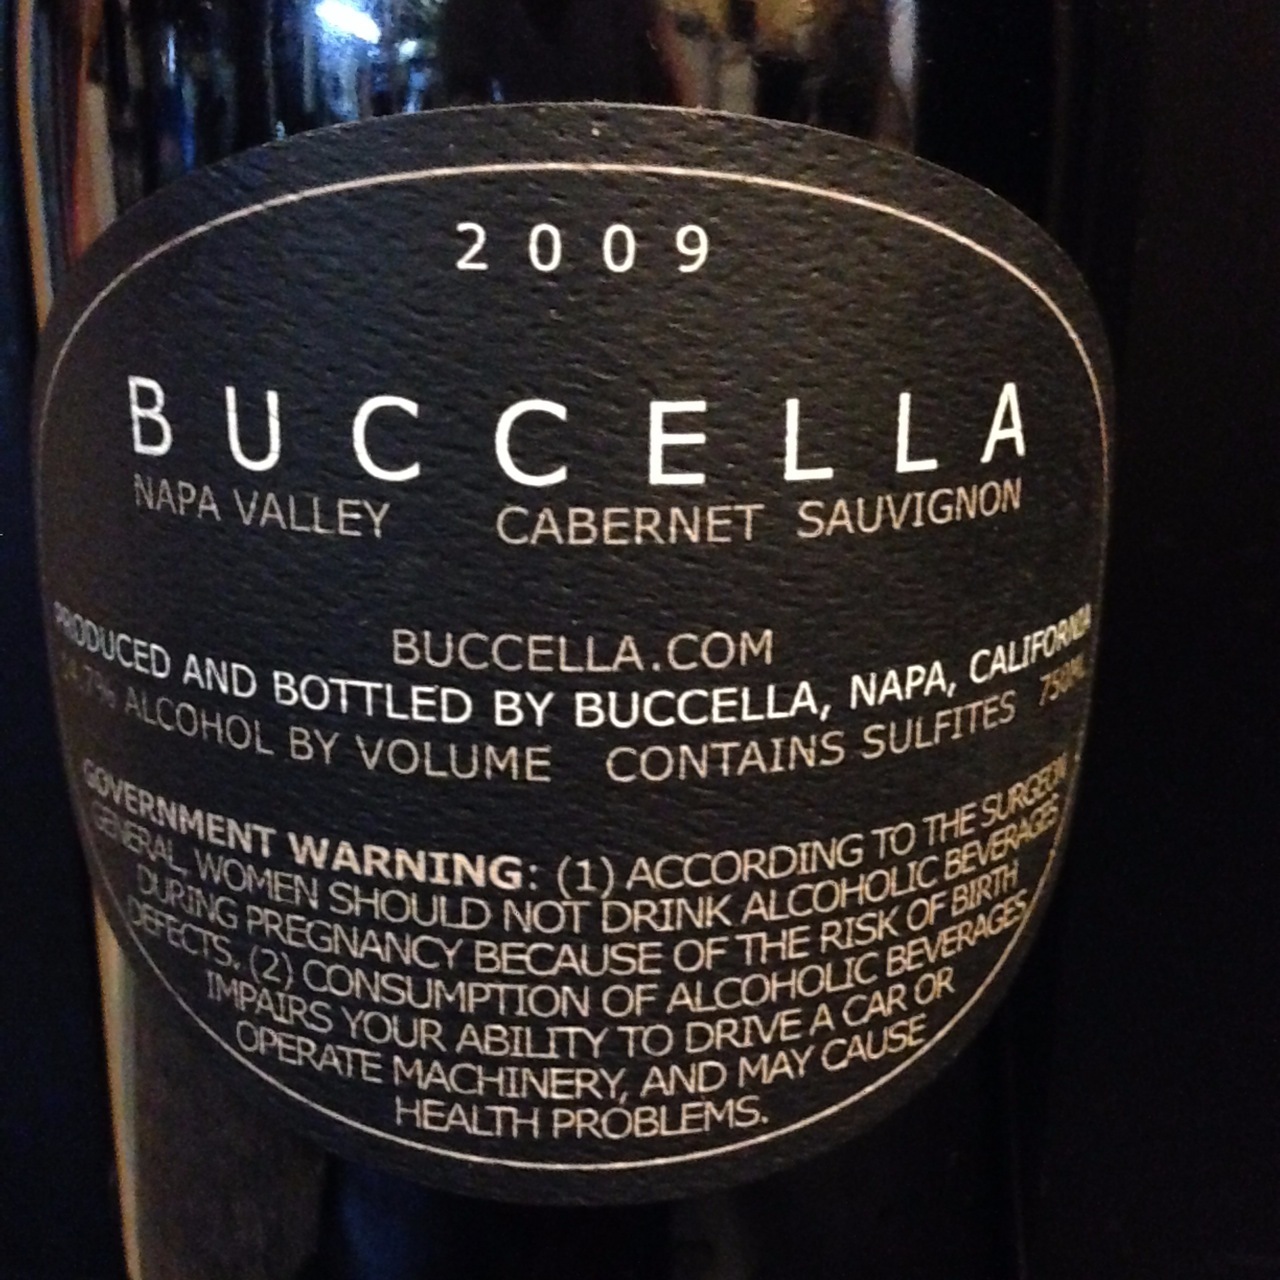 2009
BUCCELLA
NAPA VALLEY CABERNET SAUVIGNON
BUCCELLA.COM
PRODUCED AND BOTTLED BY BUCCELLA, NAPA, CALIFORNIA
ALCOHOL BY VOLUME CONTAINS SULFITES 750ML
GOVERNMENT WARNING: (1) ACCORDING TO THE SURGEON
GENERAL, WOMEN SHOULD NOT DRINK ALCOHOLIC BEVERAGES
DURING PREGNANCY BECAUSE OF THE RISK OF BIRTH
DEFECTS. (2) CONSUMPTION OF ALCOHOLIC BEVERAGES
IMPAIRS YOUR ABILITY TO DRIVE A CAR OR
OPERATE MACHINERY, AND MAY CAUSE
HEALTH PROBLEMS.